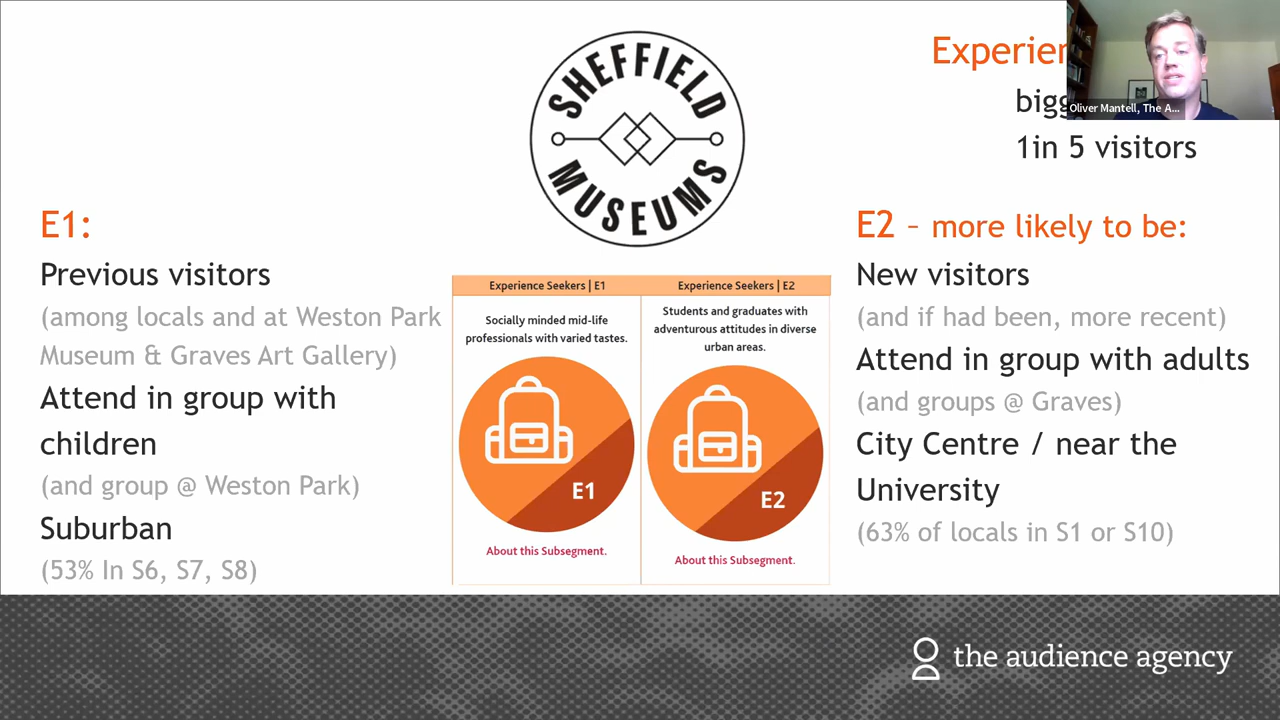 Experien
bigg
1in 5 visitors
Oliver Mantell, The A...
SHEFFIELD
MUSEUMS
E1:
Previous visitors
(among locals and at Weston Park
Museum & Graves Art Gallery)
Attend in group with
children
(and group @ Weston Park)
Suburban
(53% In S6, S7, S8)
Experience Seekers | E1
Socially minded mid-life
professionals with varied tastes.
E1
About this Subsegment.
Experience Seekers | E2
Students and graduates with
adventurous attitudes in diverse
urban areas.
E2
About this Subsegment.
E2 – more likely to be:
New visitors
(and if had been, more recent)
Attend in group with adults
(and groups @ Graves)
City Centre / near the
University
(63% of locals in S1 or S10)
the audience agency